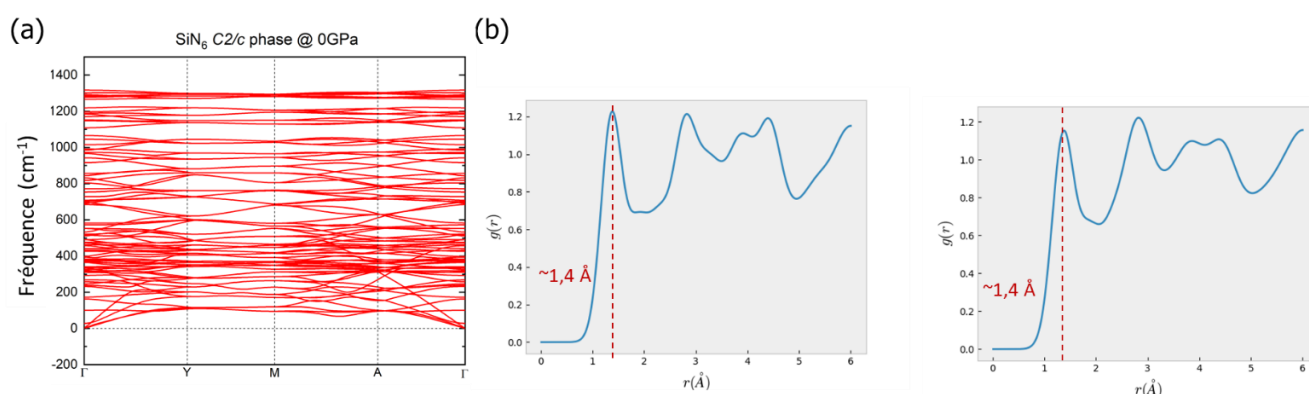 (a)
SiN₆ C2/c phase @ 0GPa
Fréquence (cm⁻¹)
1400
1200
1000
800
600
400
200
0
-200
Γ Y M A Γ
(b)
g(r)
1.2
1.0
0.8
0.6
0.4
0.2
0.0
~1,4 Å
0 1 2 3 4 5 6
r(Å)
g(r)
1.2
1.0
0.8
0.6
0.4
0.2
0.0
~1,4 Å
0 1 2 3 4 5 6
r(Å)